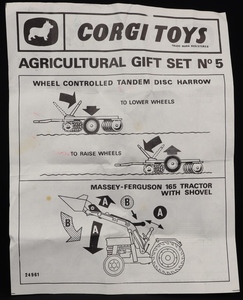 CORGI TOYS
TRADE MARK REGISTERED
AGRICULTURAL GIFT SET Nº 5
WHEEL CONTROLLED TANDEM DISC HARROW
TO LOWER WHEELS
TO RAISE WHEELS
MASSEY-FERGUSON 165 TRACTOR
WITH SHOVEL
A
B
A
B
A
24961